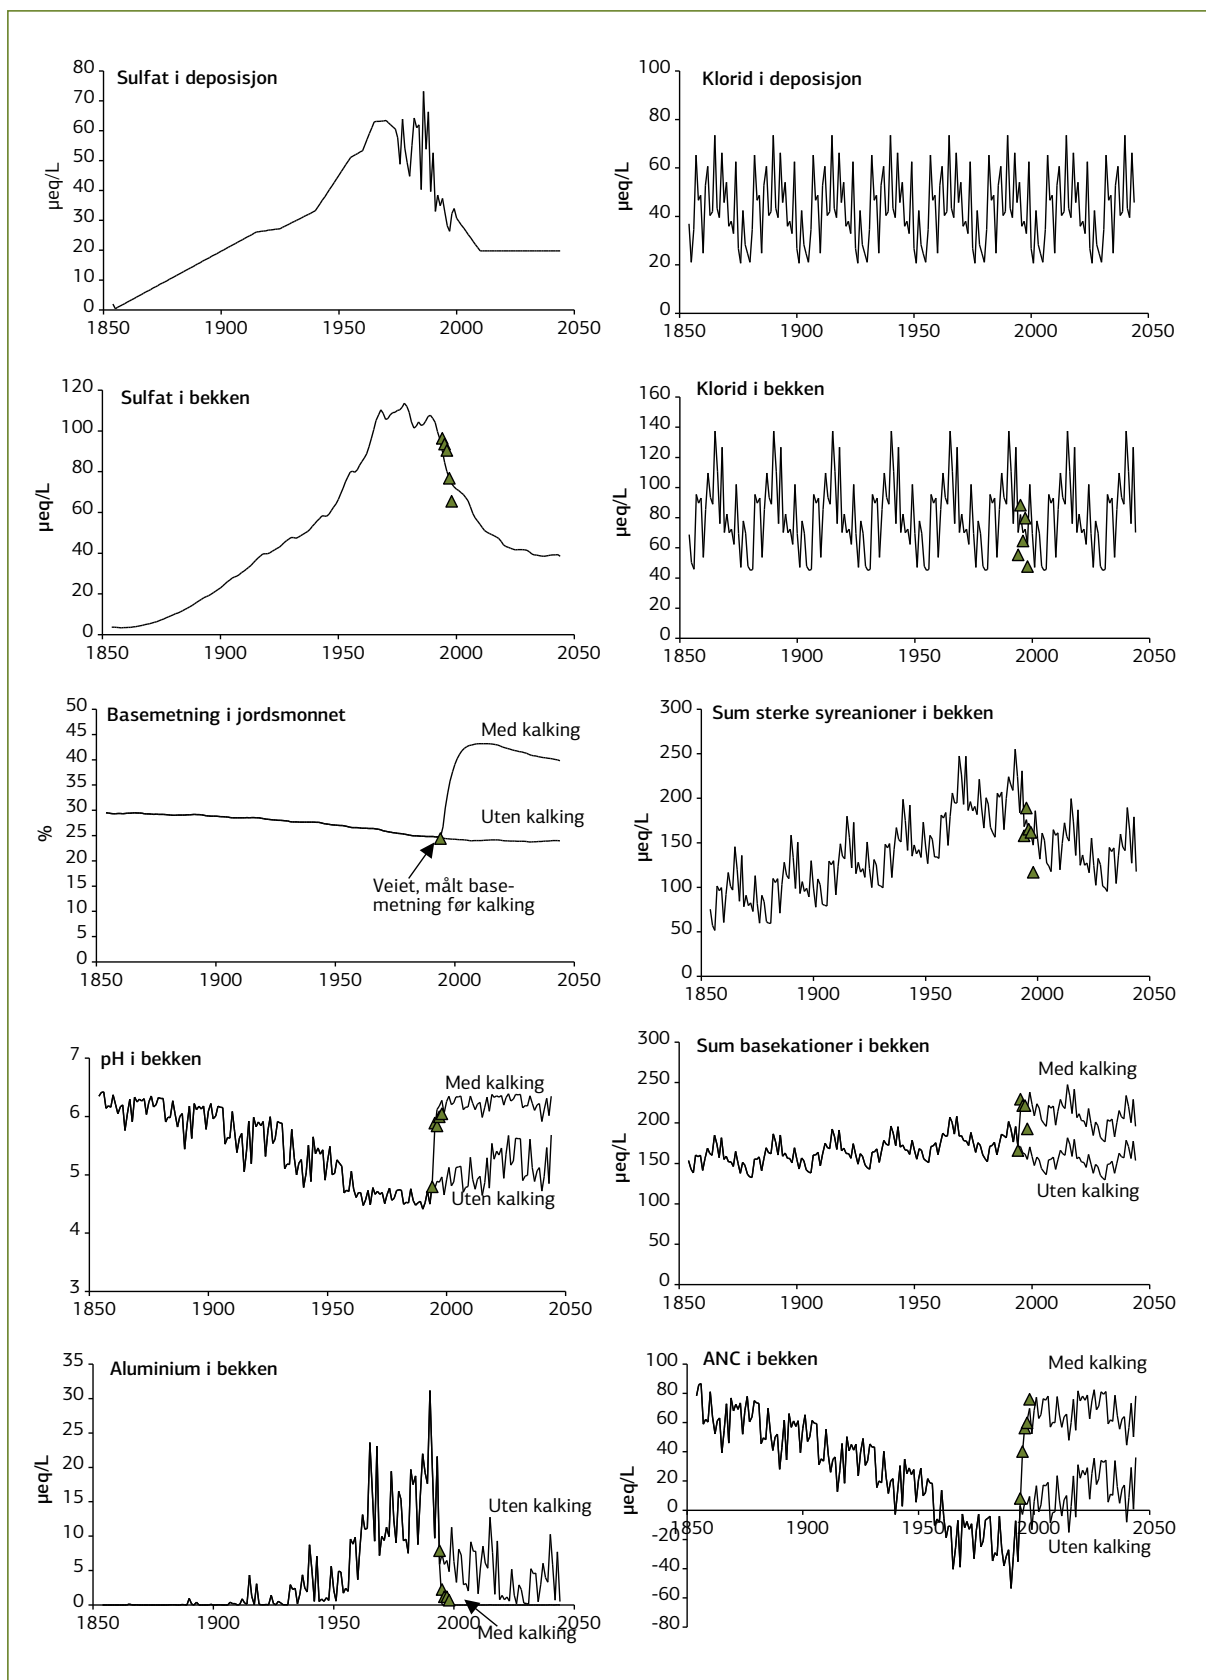 Sulfat i deposisjon
µeq/L
80
70
60
50
40
30
20
10
0
1850 1900 1950 2000 2050
Klorid i deposisjon
µeq/L
100
80
60
40
20
0
1850 1900 1950 2000 2050
Sulfat i bekken
µeq/L
120
100
80
60
40
20
0
1850 1900 1950 2000 2050
Klorid i bekken
µeq/L
160
140
120
100
80
60
40
20
0
1850 1900 1950 2000 2050
Basemetning i jordsmonnet
%
50
45
40
35
30
25
20
15
10
5
0
Med kalking
Uten kalking
Veiet, målt base-
metning før kalking
1850 1900 1950 2000 2050
Sum sterke syreanioner i bekken
µeq/L
300
250
200
150
100
50
0
1850 1900 1950 2000 2050
pH i bekken
7
6
5
4
3
Med kalking
Uten kalking
1850 1900 1950 2000 2050
Sum basekationer i bekken
µeq/L
300
250
200
150
100
50
0
Med kalking
Uten kalking
1850 1900 1950 2000 2050
Aluminium i bekken
µeq/L
35
30
25
20
15
10
5
0
Uten kalking
Med kalking
1850 1900 1950 2000 2050
ANC i bekken
µeq/L
100
80
60
40
20
0
-20
-40
-60
-80
Med kalking
Uten kalking
1850 1900 1950 2000 2050